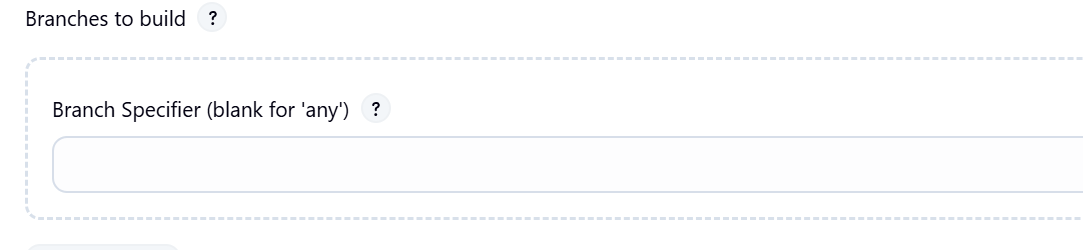 Branches to build ?
Branch Specifier (blank for 'any') ?